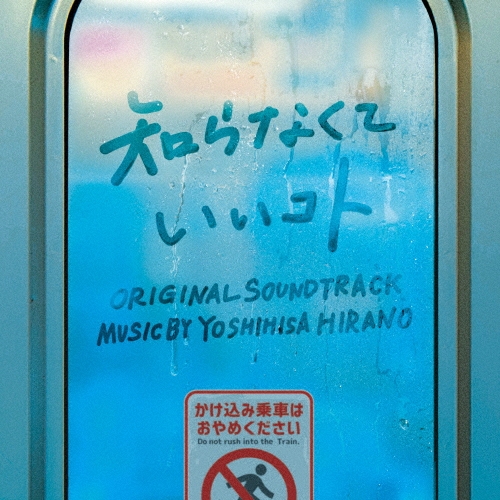 知らなくて
いいコト
ORIGINAL SOUNDTRACK
MUSIC BY YOSHIHISA HIRANO
かけ込み乗車は
おやめください
Do not rush into the Train.